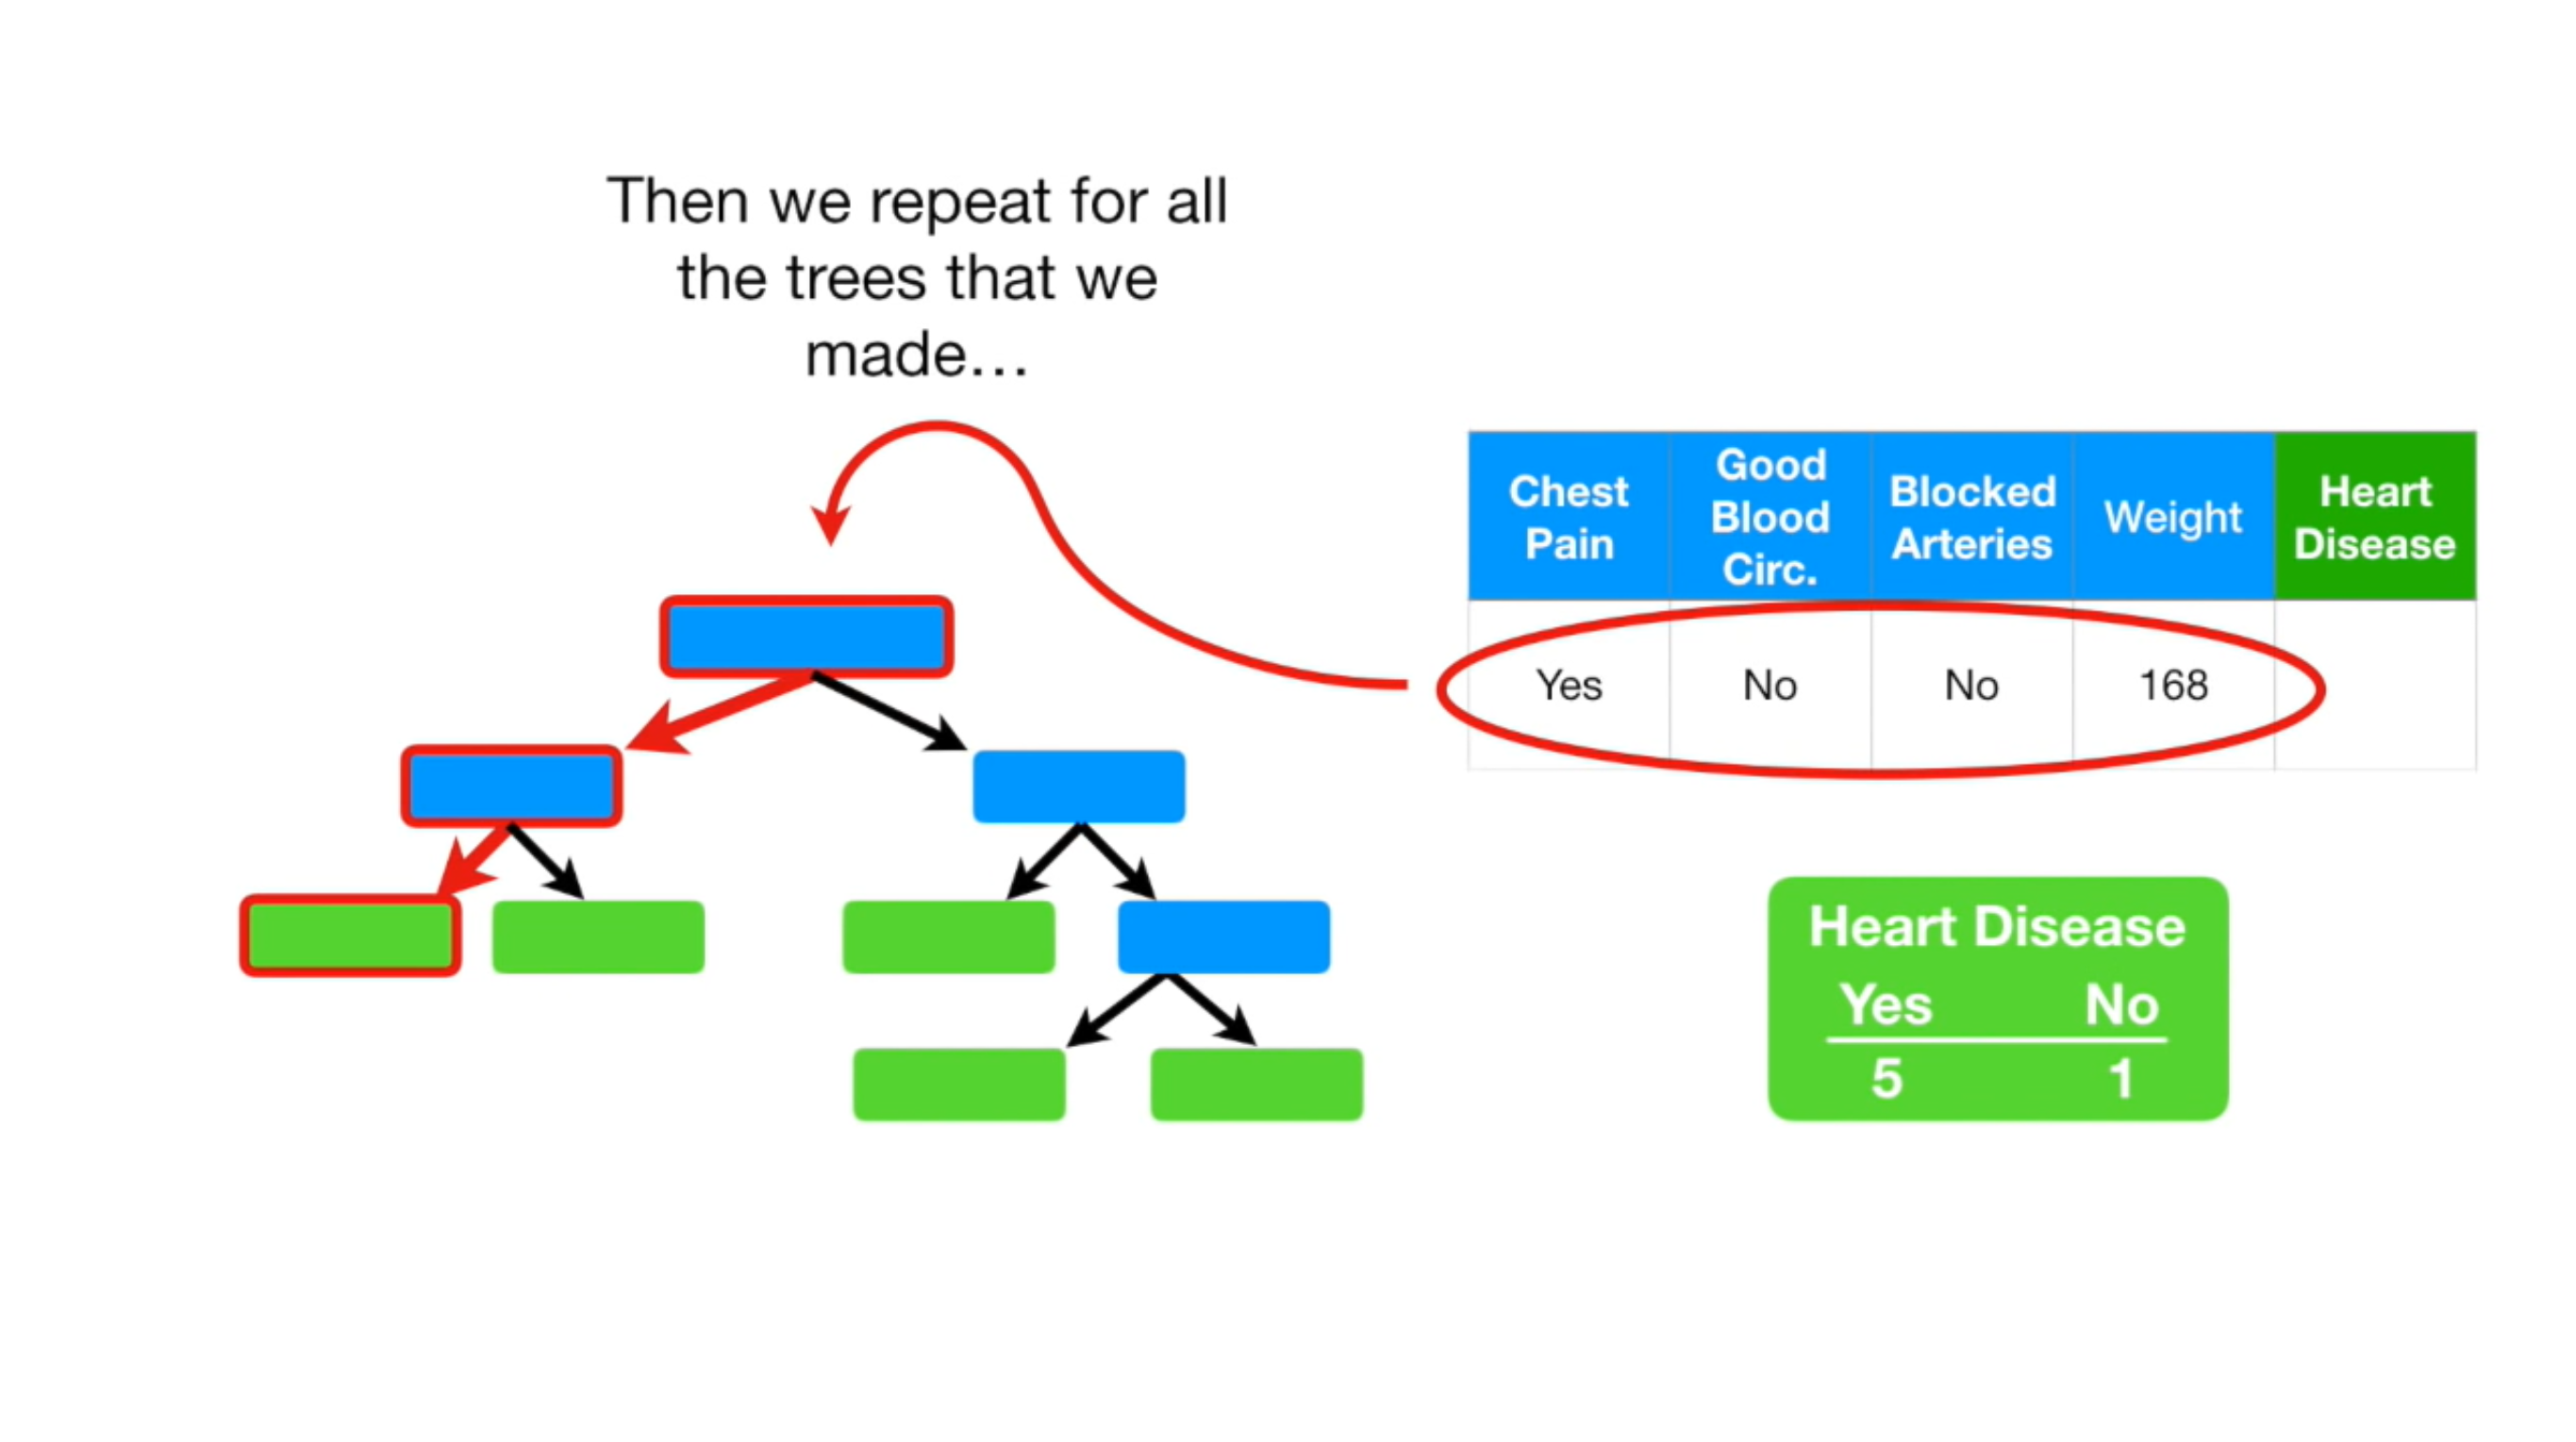 Then we repeat for all
the trees that we
made…
Chest
Pain
Good
Blood
Circ.
Blocked
Arteries
Weight
Heart
Disease
Yes
No
No
168
Heart Disease
Yes No
5 1